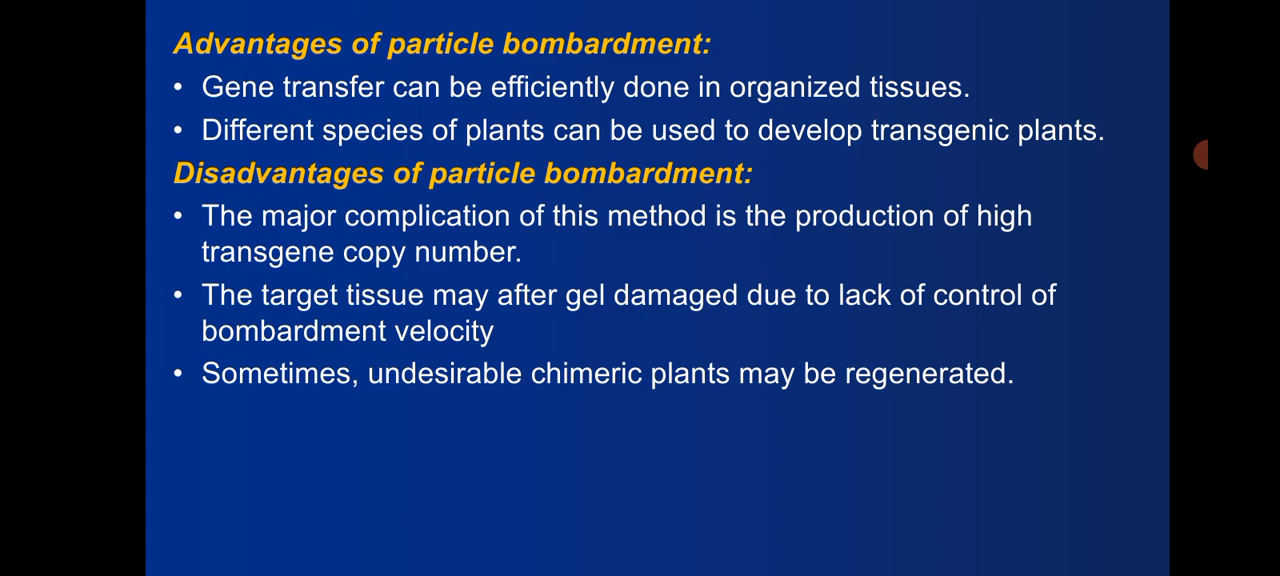 Advantages of particle bombardment:
• Gene transfer can be efficiently done in organized tissues.
• Different species of plants can be used to develop transgenic plants.
Disadvantages of particle bombardment:
• The major complication of this method is the production of high
transgene copy number.
• The target tissue may after gel damaged due to lack of control of
bombardment velocity
• Sometimes, undesirable chimeric plants may be regenerated.